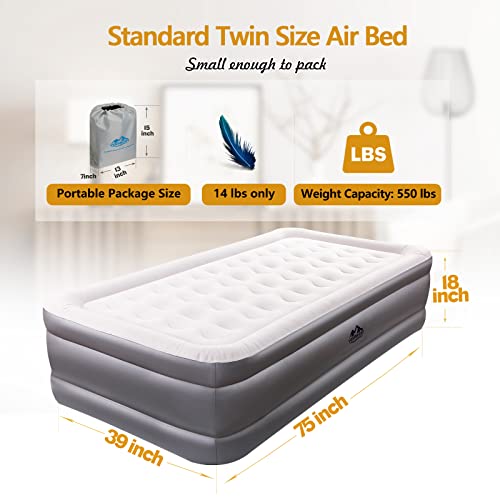 Standard Twin Size Air Bed
Small enough to pack
15 inch
7inch
13 inch
LBS
Portable Package Size
14 lbs only
Weight Capacity: 550 lbs
18 inch
39 inch
75 inch